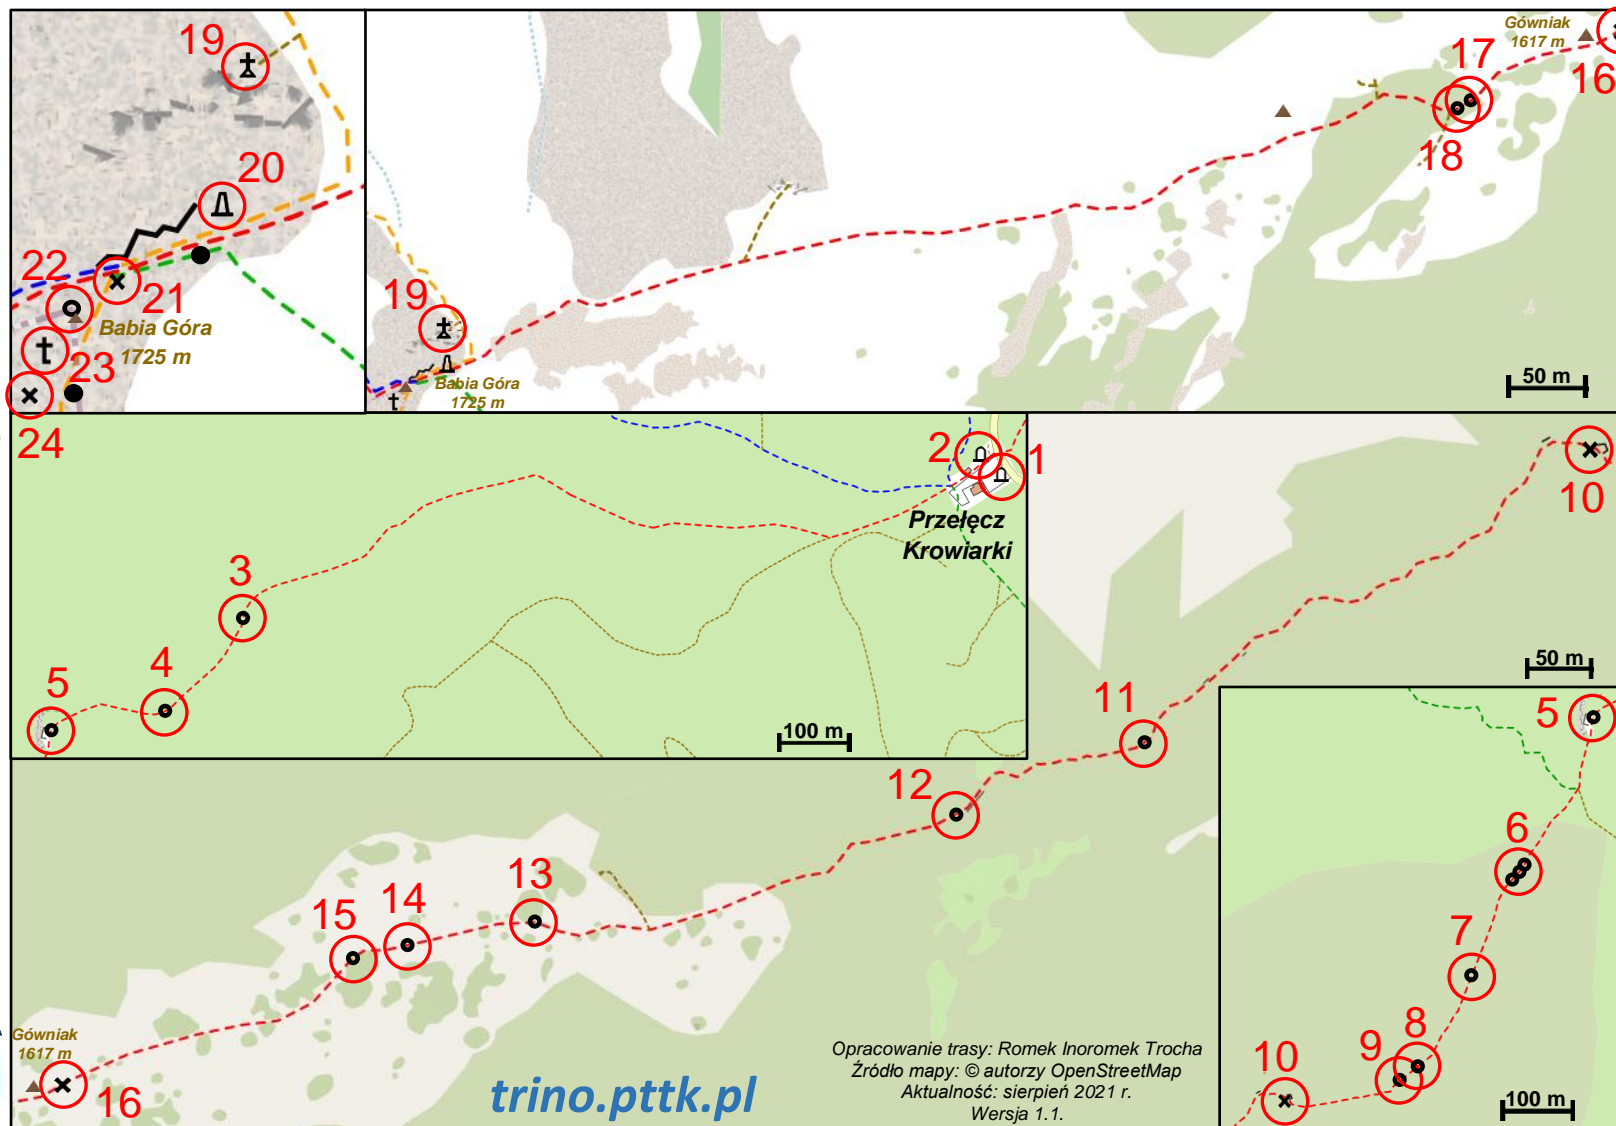 19
20
22
21
Babia Góra
1725 m
23
24
Gówniak
1617 m
17
16
18
19
Babia Góra
1725 m
50 m
2
1
Przełęcz
Krowiarki
3
4
5
100 m
10
50 m
11
12
13
14
15
Gówniak
1617 m
16
trino.pttk.pl
Opracowanie trasy: Romek Inoromek Trocha
Źródło mapy: © autorzy OpenStreetMap
Aktualność: sierpień 2021 r.
Wersja 1.1.
5
6
7
8
9
10
100 m